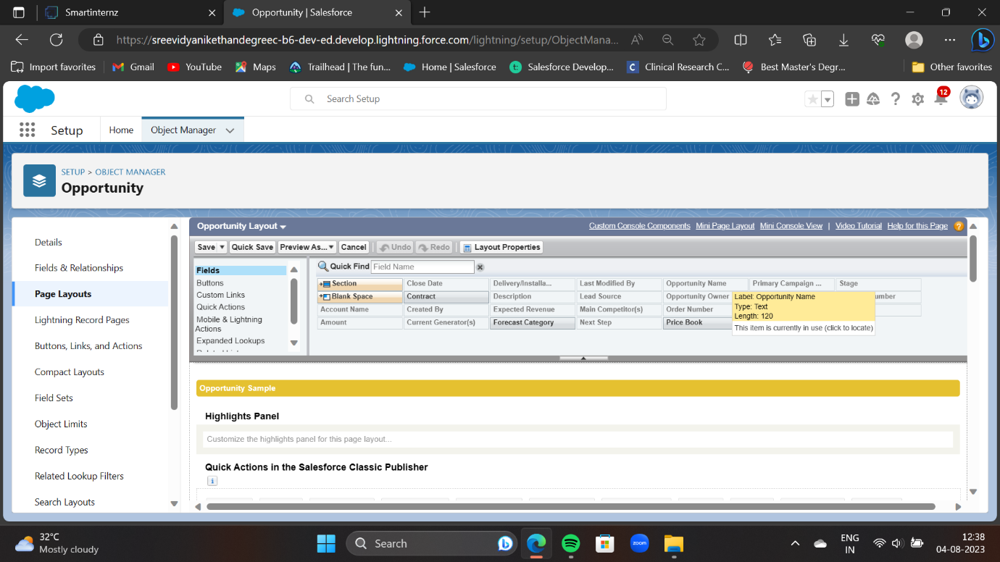 Smartinternz
Opportunity | Salesforce
https://sreevidyanikethandegreec-b6-dev-ed.develop.lightning.force.com/lightning/setup/ObjectMana...
Import favorites
Gmail
YouTube
Maps
Trailhead | The fun...
Home | Salesforce
Salesforce Develop...
Clinical Research C...
Best Master's Degr...
Other favorites
Search Setup
12
Setup
Home
Object Manager
SETUP > OBJECT MANAGER
Opportunity
Details
Fields & Relationships
Page Layouts
Lightning Record Pages
Buttons, Links, and Actions
Compact Layouts
Field Sets
Object Limits
Record Types
Related Lookup Filters
Search Layouts
Opportunity Layout
Custom Console Components Mini Page Layout Mini Console View | Video Tutorial Help for this Page
Save Quick Save Preview As... Cancel Undo Redo Layout Properties
Fields
Buttons
Custom Links
Quick Actions
Mobile & Lightning
Actions
Expanded Lookups
Quick Find Field Name
Section Close Date Delivery/Installa... Last Modified By Opportunity Name Primary Campaign ... Stage
Blank Space Contract Description Lead Source Opportunity Owner
Account Name Created By Expected Revenue Main Competitor(s) Order Number
Amount Current Generator(s) Forecast Category Next Step Price Book
Label: Opportunity Name
Type: Text
Length: 120
This item is currently in use (click to locate)
Opportunity Sample
Highlights Panel
Customize the highlights panel for this page layout...
Quick Actions in the Salesforce Classic Publisher
32°C
Mostly cloudy
Search
zoom
ENG
IN
12:38
04-08-2023